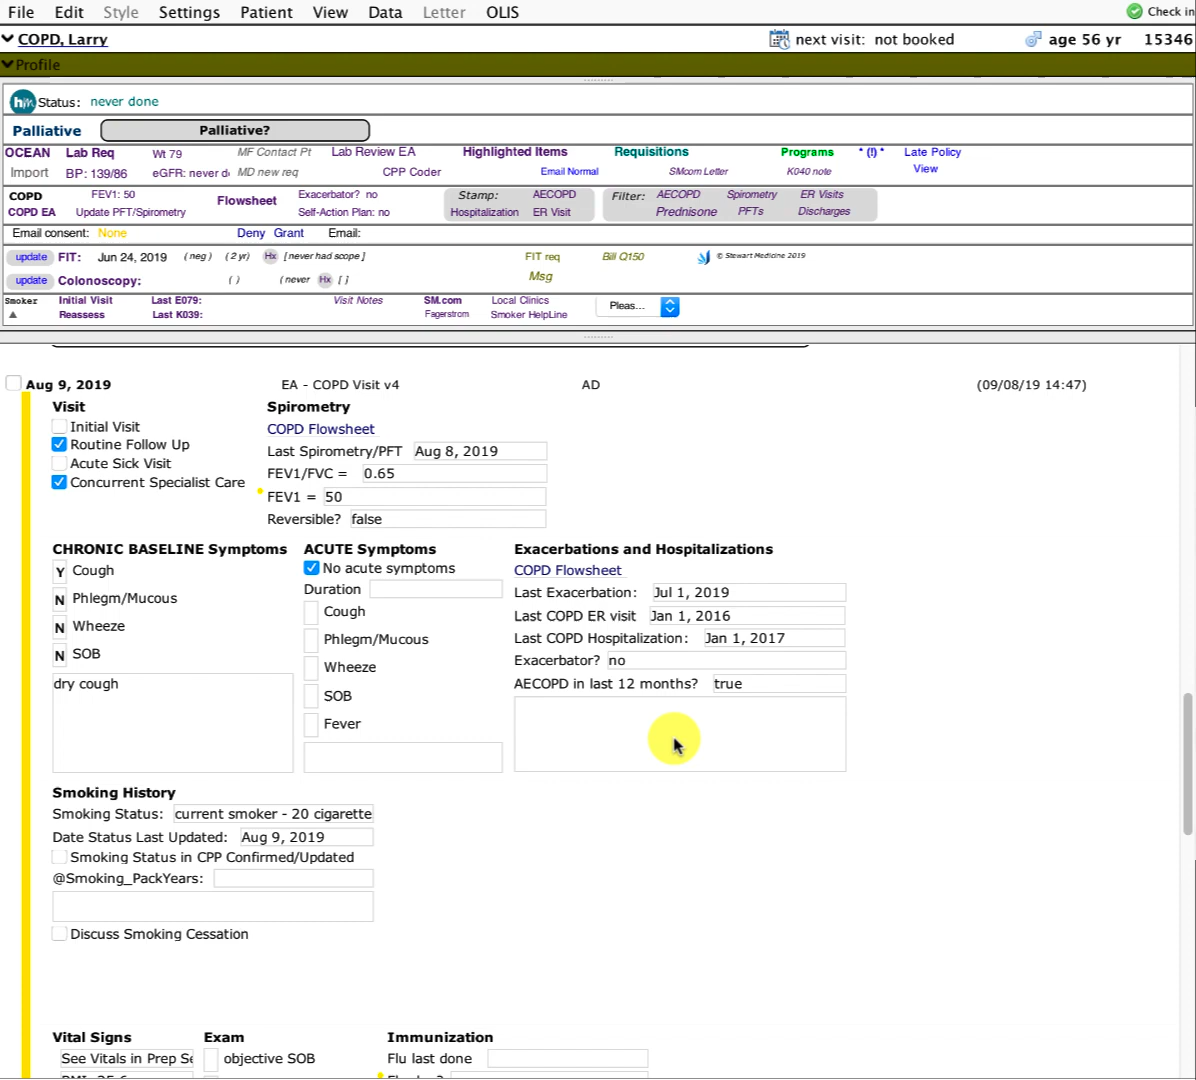 File Edit Style Settings Patient View Data Letter OLIS Check in
COPD, Larry next visit: not booked age 56 yr 15346
Profile
hm Status: never done
Palliative Palliative?
OCEAN Lab Req Wt 79 MF Contact Pt Lab Review EA Highlighted Items Requisitions Programs * (!) * Late Policy
Import BP: 139/86 eGFR: never d MD new req CPP Coder Email Normal SMcom Letter K040 note View
COPD FEV1: 50 Flowsheet Exacerbator? no Stamp: AECOPD Filter: AECOPD Spirometry ER Visits
COPD EA Update PFT/Spirometry Self-Action Plan: no Hospitalization ER Visit Prednisone PFTs Discharges
Email consent: None Deny Grant Email:
update FIT: Jun 24, 2019 (neg) (2 yr) Hx [never had scope] FIT req Bill Q150 © Stewart Medicine 2019
update Colonoscopy: () (never Hx [] Msg
Smoker Initial Visit Last E079: Visit Notes SM.com Local Clinics Pleas...
Reassess Last K039: Fagerstrom Smoker HelpLine
Aug 9, 2019 EA - COPD Visit v4 AD (09/08/19 14:47)
Visit Spirometry
Initial Visit COPD Flowsheet
Routine Follow Up Last Spirometry/PFT Aug 8, 2019
Acute Sick Visit FEV1/FVC = 0.65
Concurrent Specialist Care FEV1 = 50
Reversible? false
CHRONIC BASELINE Symptoms ACUTE Symptoms Exacerbations and Hospitalizations
Y Cough No acute symptoms COPD Flowsheet
N Phlegm/Mucous Duration Last Exacerbation: Jul 1, 2019
N Wheeze Cough Last COPD ER visit Jan 1, 2016
N SOB Phlegm/Mucous Last COPD Hospitalization: Jan 1, 2017
Wheeze Exacerbator? no
dry cough SOB AECOPD in last 12 months? true
Fever
Smoking History
Smoking Status: current smoker - 20 cigarette
Date Status Last Updated: Aug 9, 2019
Smoking Status in CPP Confirmed/Updated
@Smoking_PackYears:
Discuss Smoking Cessation
Vital Signs Exam Immunization
See Vitals in Prep Se objective SOB Flu last done